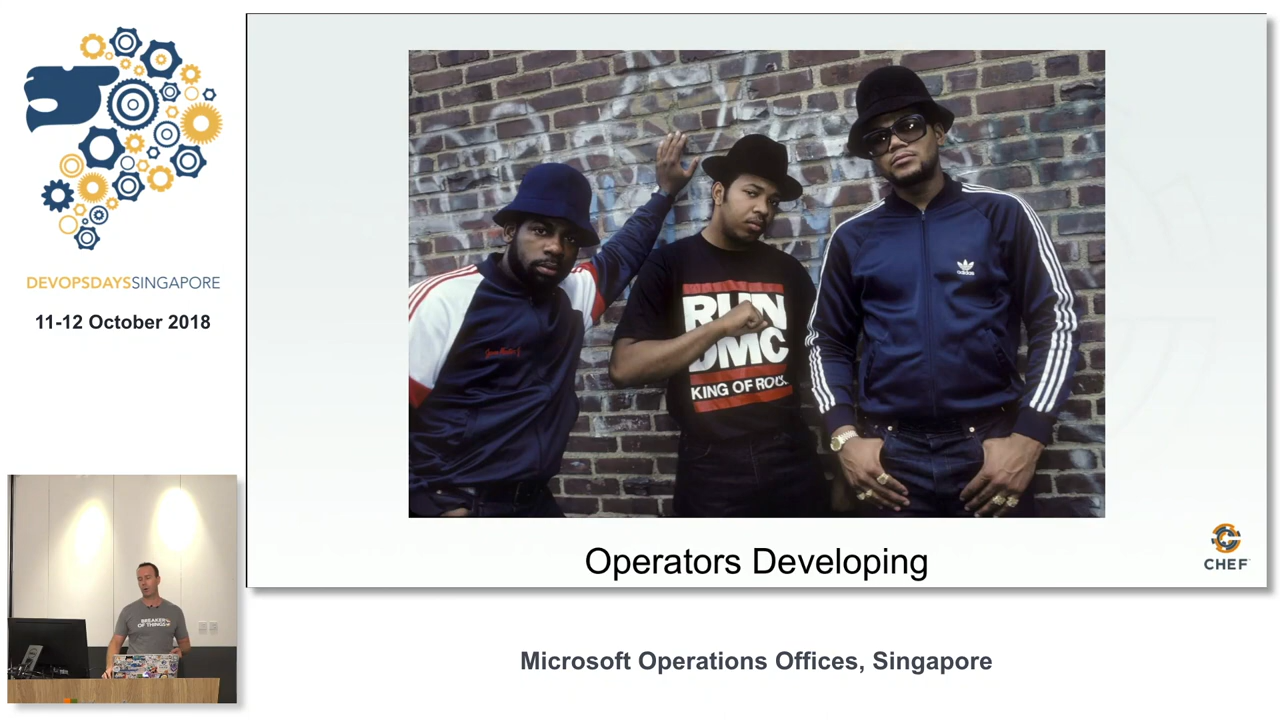 DEVOPSDAYSSINGAPORE
11-12 October 2018
RUN
DMC
KING OF ROCK
adidas
Operators Developing
CHEF
BREAKER
OF THINGS
Microsoft Operations Offices, Singapore